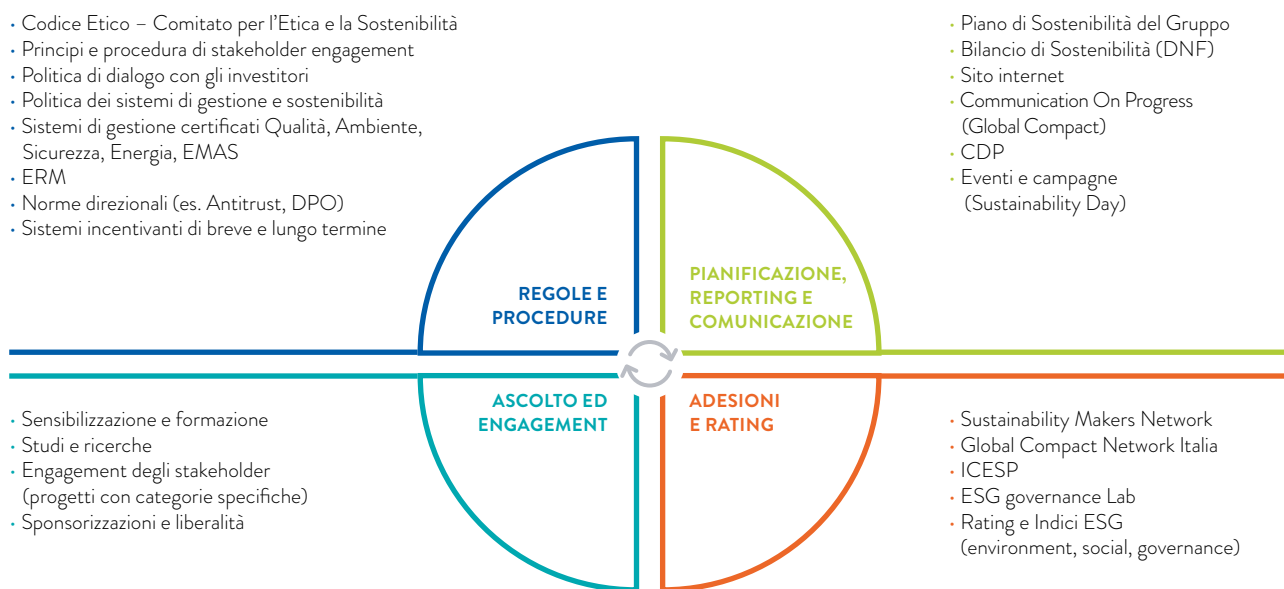 • Codice Etico – Comitato per l'Etica e la Sostenibilità
• Principi e procedura di stakeholder engagement
• Politica di dialogo con gli investitori
• Politica dei sistemi di gestione e sostenibilità
• Sistemi di gestione certificati Qualità, Ambiente,
Sicurezza, Energia, EMAS
• ERM
• Norme direzionali (es. Antitrust, DPO)
• Sistemi incentivanti di breve e lungo termine
• Piano di Sostenibilità del Gruppo
• Bilancio di Sostenibilità (DNF)
• Sito internet
• Communication On Progress
(Global Compact)
• CDP
• Eventi e campagne
(Sustainability Day)
REGOLE E
PROCEDURE
PIANIFICAZIONE,
REPORTING E
COMUNICAZIONE
ASCOLTO ED
ENGAGEMENT
ADESIONI
E RATING
• Sensibilizzazione e formazione
• Studi e ricerche
• Engagement degli stakeholder
(progetti con categorie specifiche)
• Sponsorizzazioni e liberalità
• Sustainability Makers Network
• Global Compact Network Italia
• ICESP
• ESG governance Lab
• Rating e Indici ESG
(environment, social, governance)